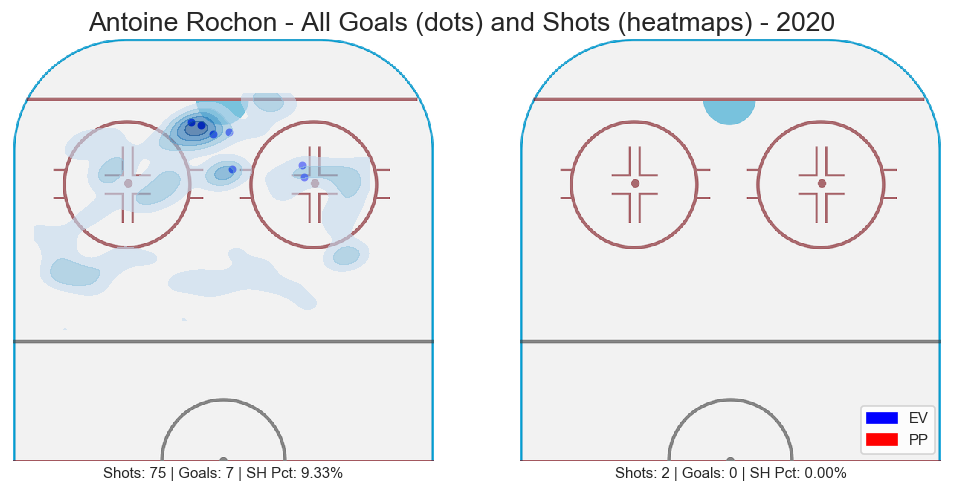 Antoine Rochon - All Goals (dots) and Shots (heatmaps) - 2020
EV
PP
Shots: 75 | Goals: 7 | SH Pct: 9.33%
Shots: 2 | Goals: 0 | SH Pct: 0.00%